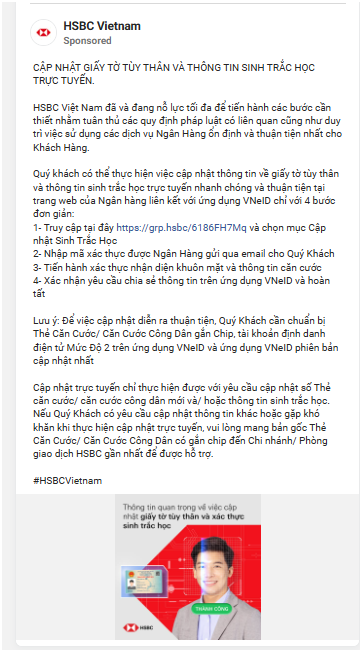 HSBC Vietnam
Sponsored
CẬP NHẬT GIẤY TỜ TÙY THÂN VÀ THÔNG TIN SINH TRẮC HỌC
TRỰC TUYẾN.
HSBC Việt Nam đã và đang nỗ lực tối đa để tiến hành các bước cần
thiết nhằm tuân thủ các quy định pháp luật có liên quan cũng như duy
trì việc sử dụng các dịch vụ Ngân Hàng ổn định và thuận tiện nhất cho
Khách Hàng.
Quý khách có thể thực hiện việc cập nhật thông tin về giấy tờ tùy thân
và thông tin sinh trắc học trực tuyến nhanh chóng và thuận tiện tại
trang web của Ngân hàng liên kết với ứng dụng VNeID chỉ với 4 bước
đơn giản:
1- Truy cập tại đây https://grp.hsbc/6186FH7Mq và chọn mục Cập
nhật Sinh Trắc Học
2- Nhập mã xác thực được Ngân Hàng gửi qua email cho Quý Khách
3- Tiến hành xác thực nhận diện khuôn mặt và thông tin căn cước
4- Xác nhận yêu cầu chia sẻ thông tin trên ứng dụng VNeID và hoàn
tất
Lưu ý: Để việc cập nhật diễn ra thuận tiện, Quý Khách cần chuẩn bị
Thẻ Căn Cước/ Căn Cước Công Dân gắn Chip, tài khoản định danh
điện tử Mức Độ 2 trên ứng dụng VNeID và ứng dụng VNeID phiên bản
cập nhật nhất
Cập nhật trực tuyến chỉ thực hiện được với yêu cầu cập nhật số Thẻ
căn cước/ căn cước công dân mới và/ hoặc thông tin sinh trắc học.
Nếu Quý Khách có yêu cầu cập nhật thông tin khác hoặc gặp khó
khăn khi thực hiện cập nhật trực tuyến, vui lòng mang bản gốc Thẻ
Căn Cước/ Căn Cước Công Dân có gắn chip đến Chi nhánh/ Phòng
giao dịch HSBC gần nhất để được hỗ trợ.
#HSBCVietnam
Thông tin quan trọng về việc cập
nhật giấy tờ tùy thân và xác thực
sinh trắc học
THÀNH CÔNG
HSBC